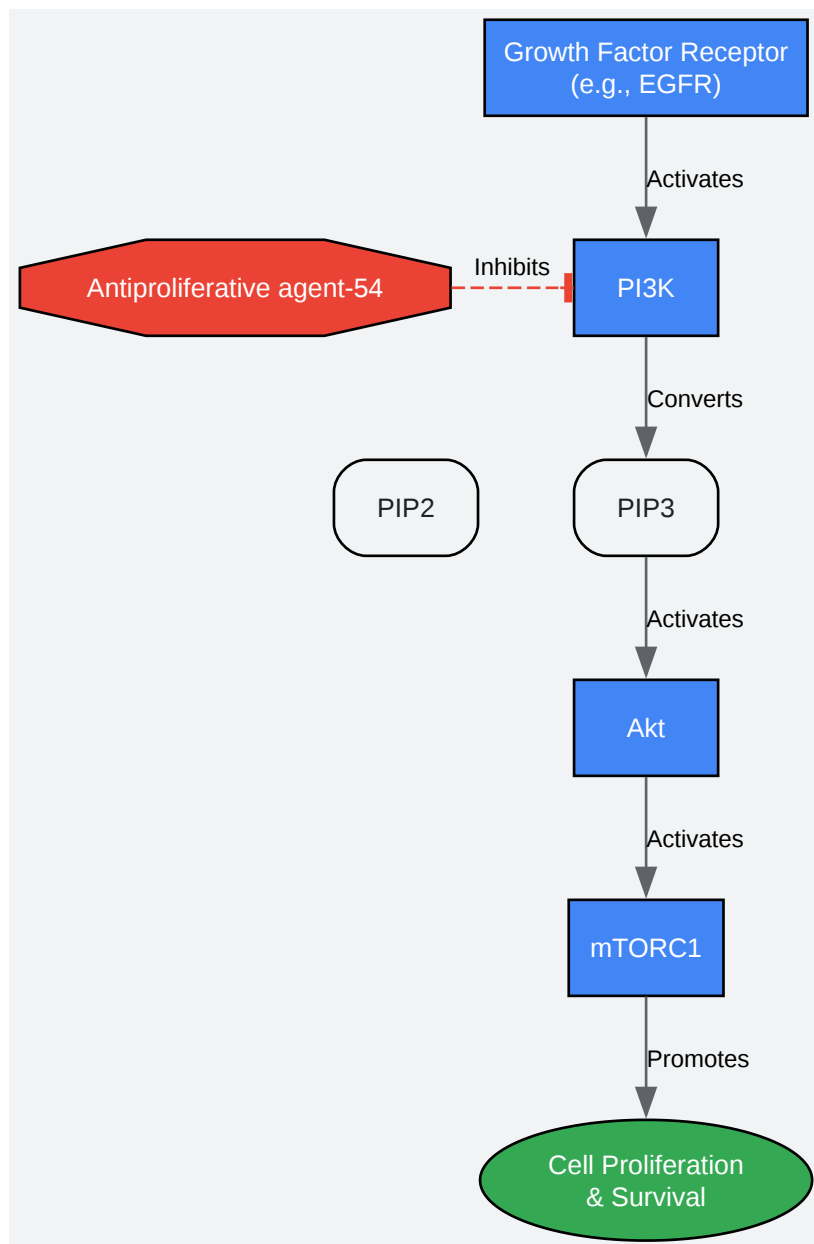 Growth Factor Receptor
(e.g., EGFR)
Activates
Inhibits
Antiproliferative agent-54
PI3K
Converts
PIP2
PIP3
Activates
Akt
Activates
mTORC1
Promotes
Cell Proliferation
& Survival